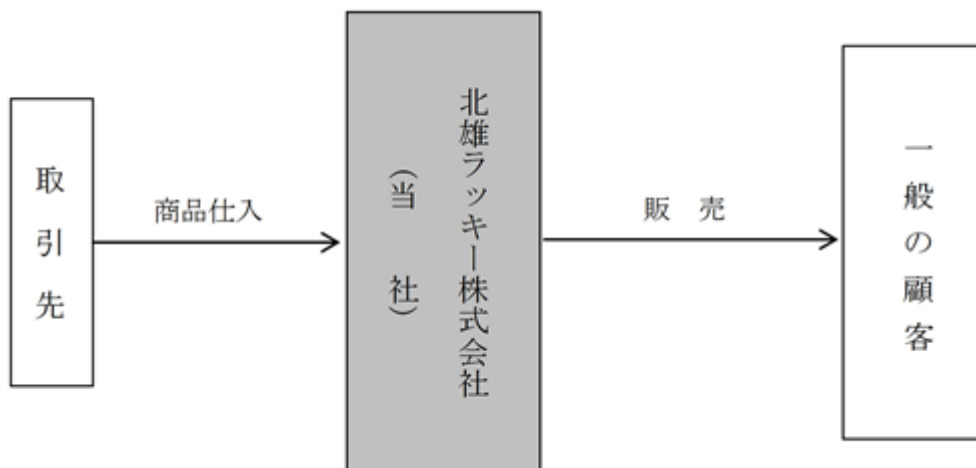 取引先
商品仕入
北雄ラッキー株式会社
（当　　社）
販　売
一般の顧客